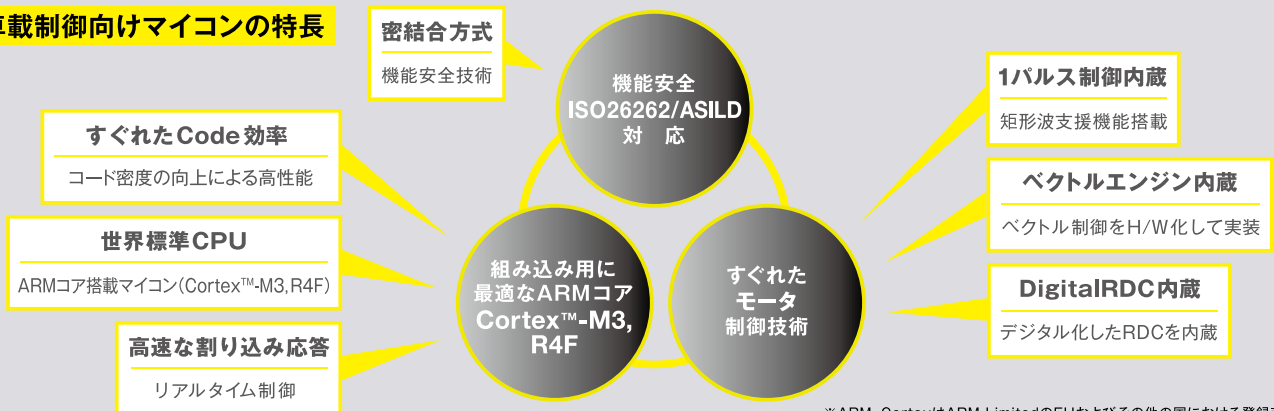 車載制御向けマイコンの特長
密結合方式
機能安全技術
機能安全
ISO26262/ASILD
対 応
すぐれたCode効率
コード密度の向上による高性能
世界標準CPU
ARMコア搭載マイコン(Cortex™-M3,R4F)
高速な割り込み応答
リアルタイム制御
組み込み用に
最適なARMコア
Cortex™-M3,
R4F
すぐれた
モータ
制御技術
1パルス制御内蔵
矩形波支援機能搭載
ベクトルエンジン内蔵
ベクトル制御をH/W化して実装
DigitalRDC内蔵
デジタル化したRDCを内蔵